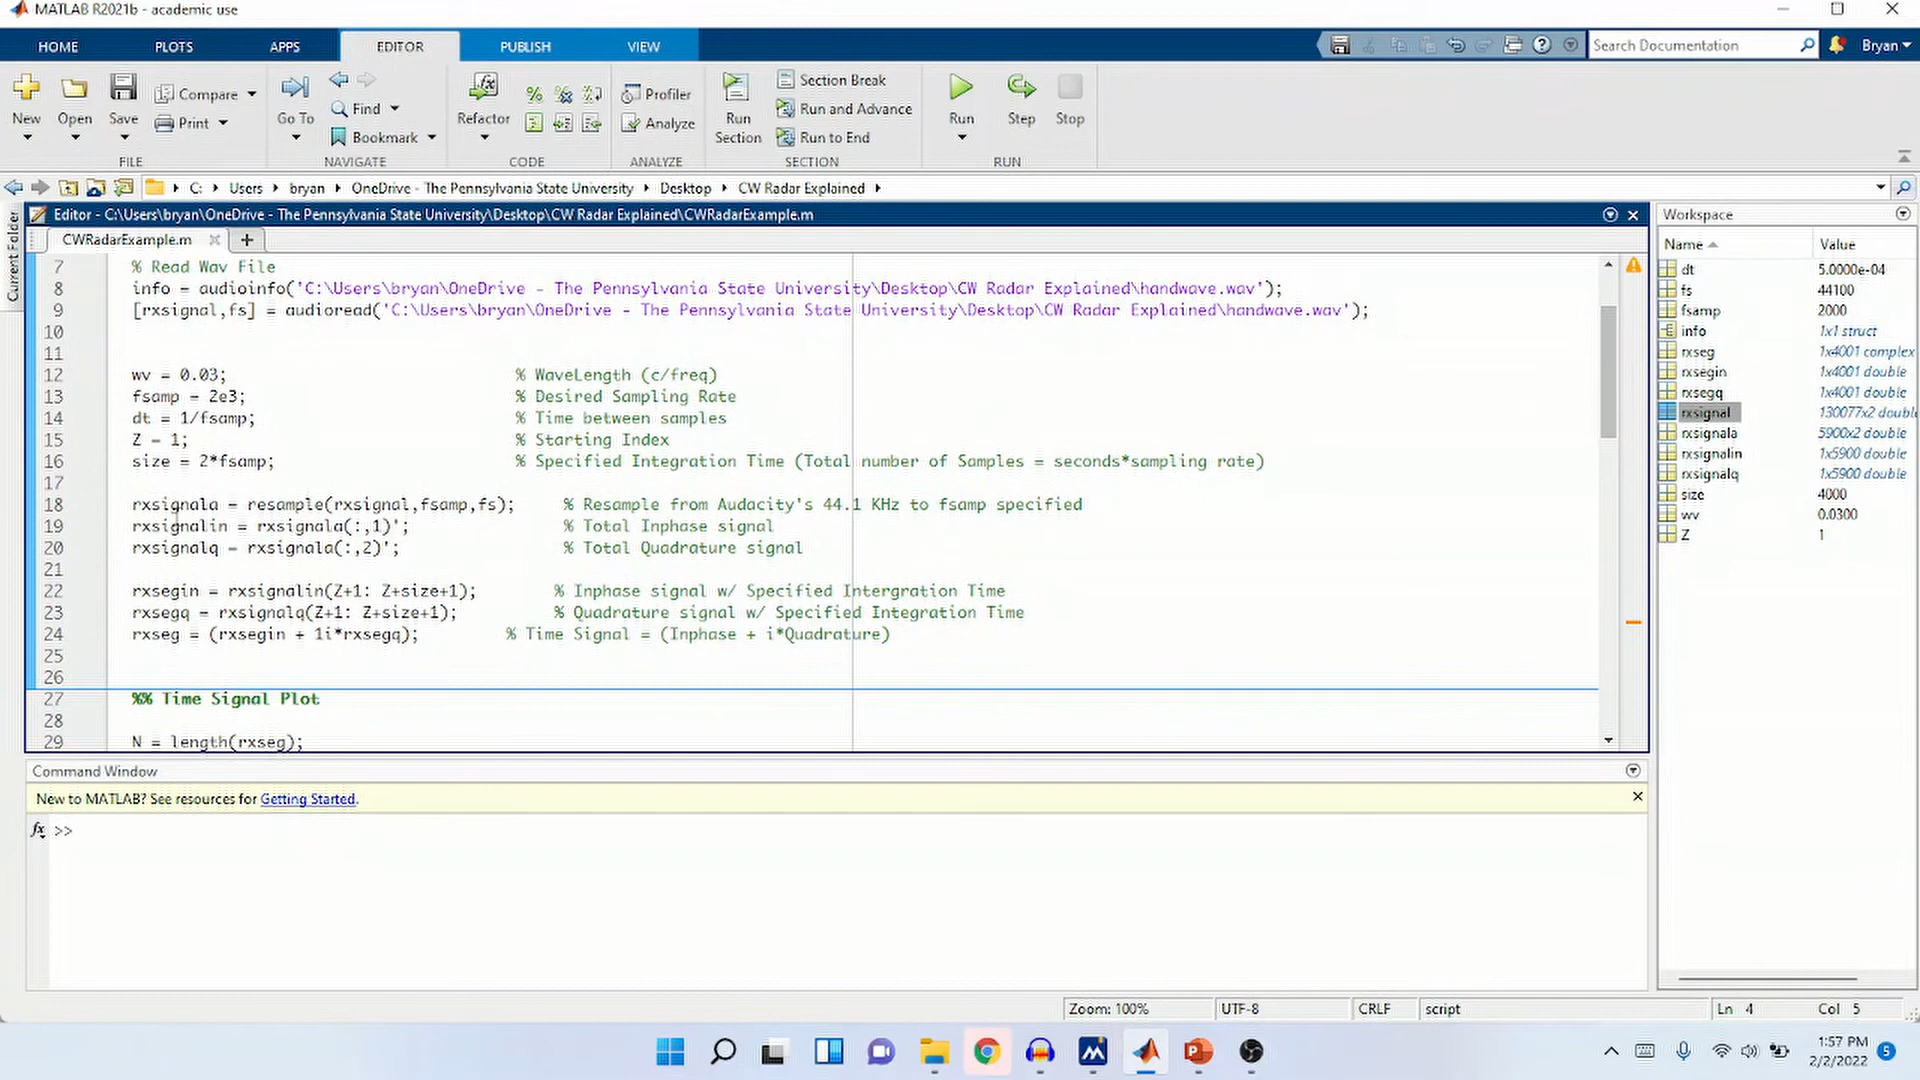 MATLAB R2021b - academic use
HOME PLOTS APPS EDITOR PUBLISH VIEW
Search Documentation
Bryan
New Open Save Compare Print
Go To Find Bookmark
Refactor
Profiler Analyze
Run Section
Section Break
Run and Advance
Run to End
Run Step Stop
FILE NAVIGATE CODE ANALYZE SECTION RUN
C: Users bryan OneDrive - The Pennsylvania State University Desktop CW Radar Explained
Current Folder
Editor - C:\Users\bryan\OneDrive - The Pennsylvania State University\Desktop\CW Radar Explained\CWRadarExample.m
CWRadarExample.m
7 % Read Wav File
8 info = audioinfo('C:\Users\bryan\OneDrive - The Pennsylvania State University\Desktop\CW Radar Explained\handwave.wav');
9 [rxsignal,fs] = audioread('C:\Users\bryan\OneDrive - The Pennsylvania State University\Desktop\CW Radar Explained\handwave.wav');
10
11
12 wv = 0.03; % WaveLength (c/freq)
13 fsamp = 2e3; % Desired Sampling Rate
14 dt = 1/fsamp; % Time between samples
15 Z = 1; % Starting Index
16 size = 2*fsamp; % Specified Integration Time (Total number of Samples = seconds*sampling rate)
17
18 rxsignala = resample(rxsignal,fsamp,fs); % Resample from Audacity's 44.1 KHz to fsamp specified
19 rxsignalin = rxsignala(:,1)'; % Total Inphase signal
20 rxsignalq = rxsignala(:,2)'; % Total Quadrature signal
21
22 rxsegin = rxsignalin(Z+1: Z+size+1); % Inphase signal w/ Specified Intergration Time
23 rxsegq = rxsignalq(Z+1: Z+size+1); % Quadrature signal w/ Specified Integration Time
24 rxseg = (rxsegin + 1i*rxsegq); % Time Signal = (Inphase + i*Quadrature)
25
26
27 %% Time Signal Plot
28
29 N = length(rxseg);
Workspace
Name Value
dt 5.0000e-04
fs 44100
fsamp 2000
info 1x1 struct
rxseg 1x4001 complex
rxsegin 1x4001 double
rxsegq 1x4001 double
rxsignal 130077x2 doubl
rxsignala 5900x2 double
rxsignalin 1x5900 double
rxsignalq 1x5900 double
size 4000
wv 0.0300
Z 1
Command Window
New to MATLAB? See resources for Getting Started.
fx >>
Zoom: 100% UTF-8 CRLF script Ln 4 Col 5
1:57 PM
2/2/2022
5